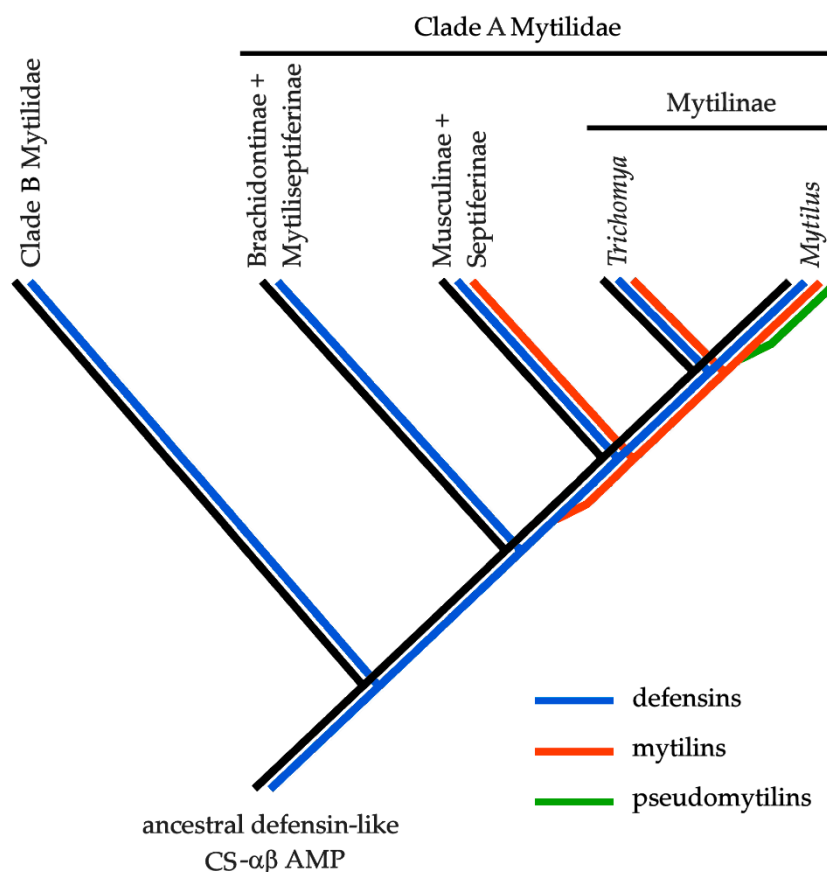 Clade A Mytilidae
Mytilinae
Clade B Mytilidae
Brachidontinae +
Mytiliseptiferinae
Musculinae +
Septiferinae
Trichomya
Mytilus
defensins
mytilins
pseudomytilins
ancestral defensin-like
CS-αβ AMP